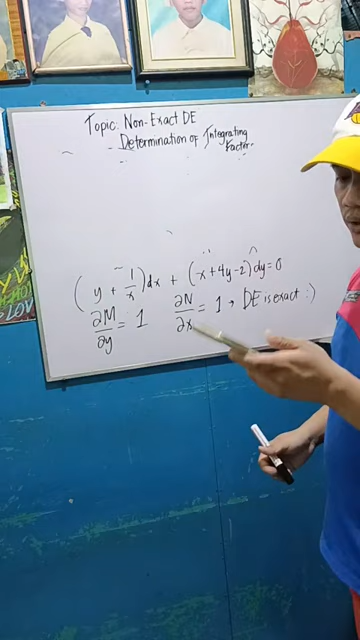 Topic: Non-Exact DE
Determination of Integrating
Factor
(y + 1/x)dx + (x+4y-2)dy=0
∂M/∂y = 1 ∂N/∂x = 1 → DE is exact :)